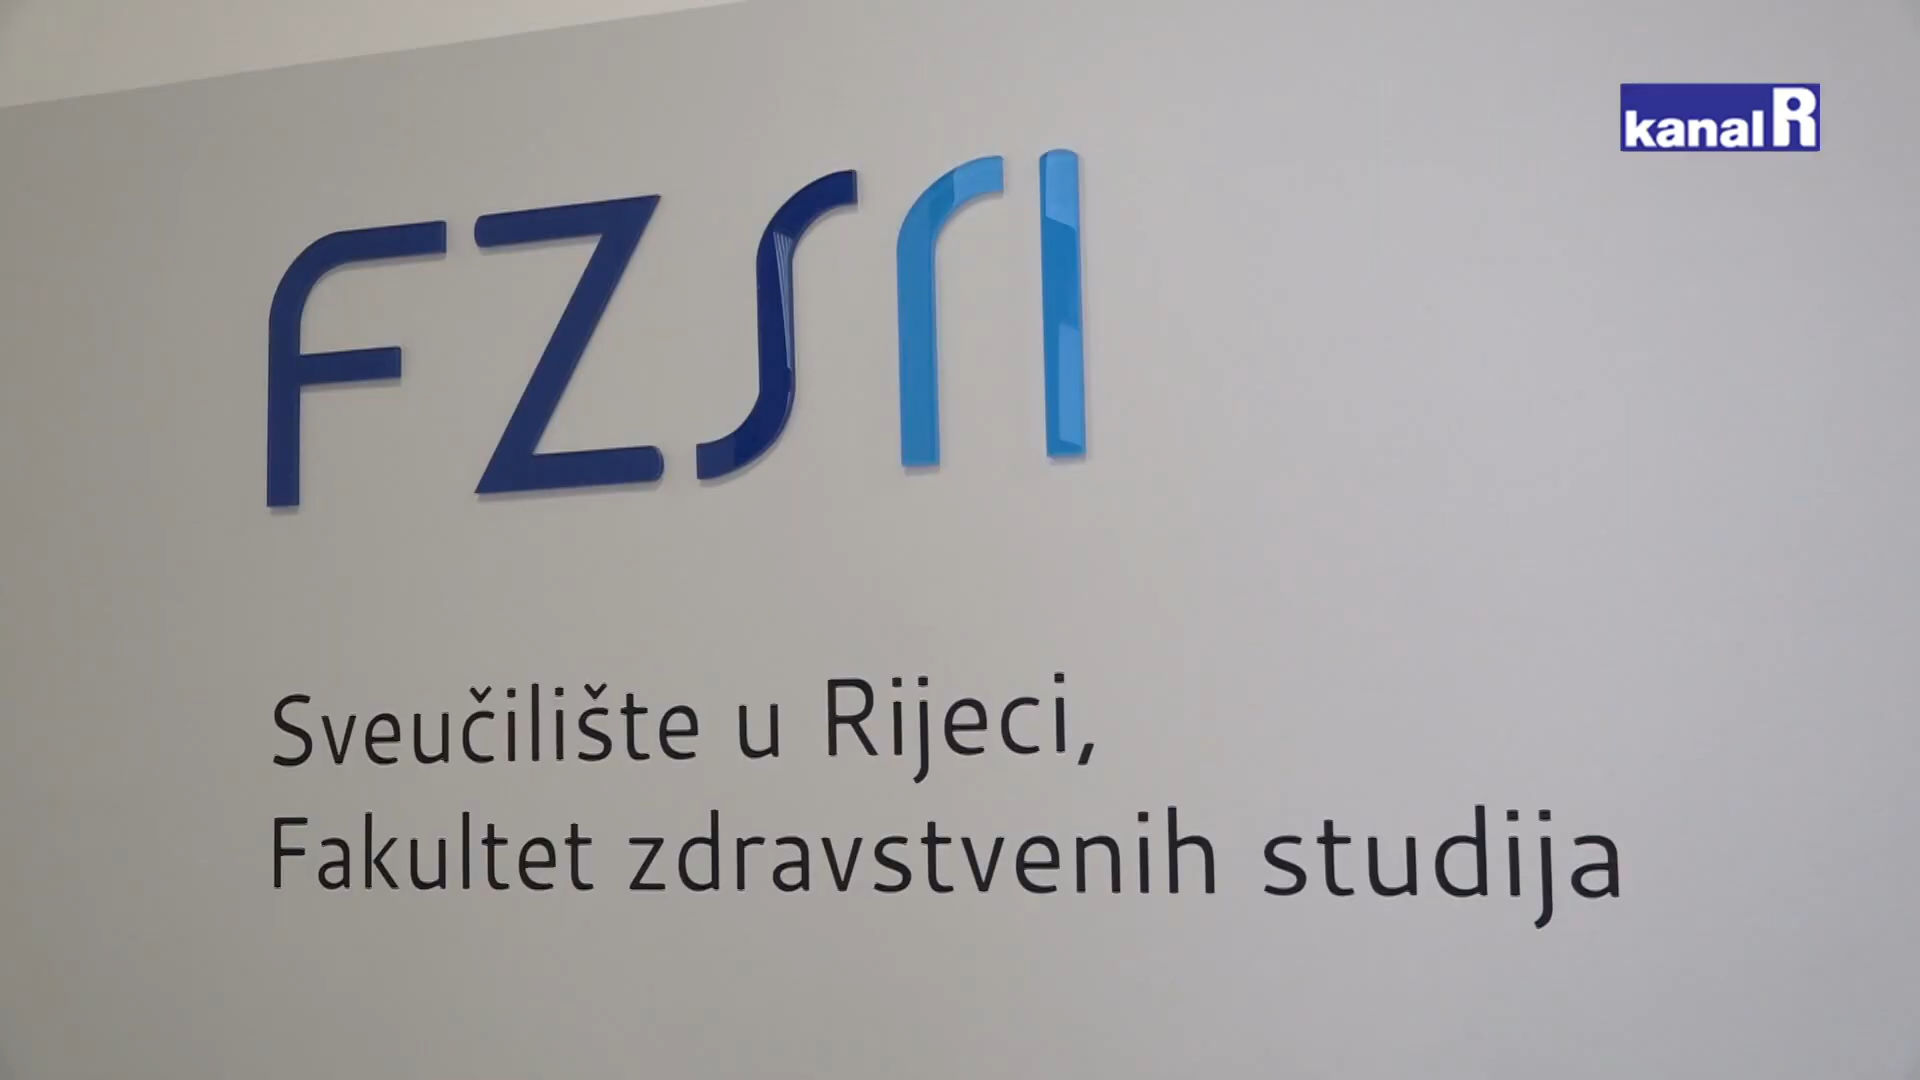 kanal R
FZSRI
Sveučilište u Rijeci,
Fakultet zdravstvenih studija